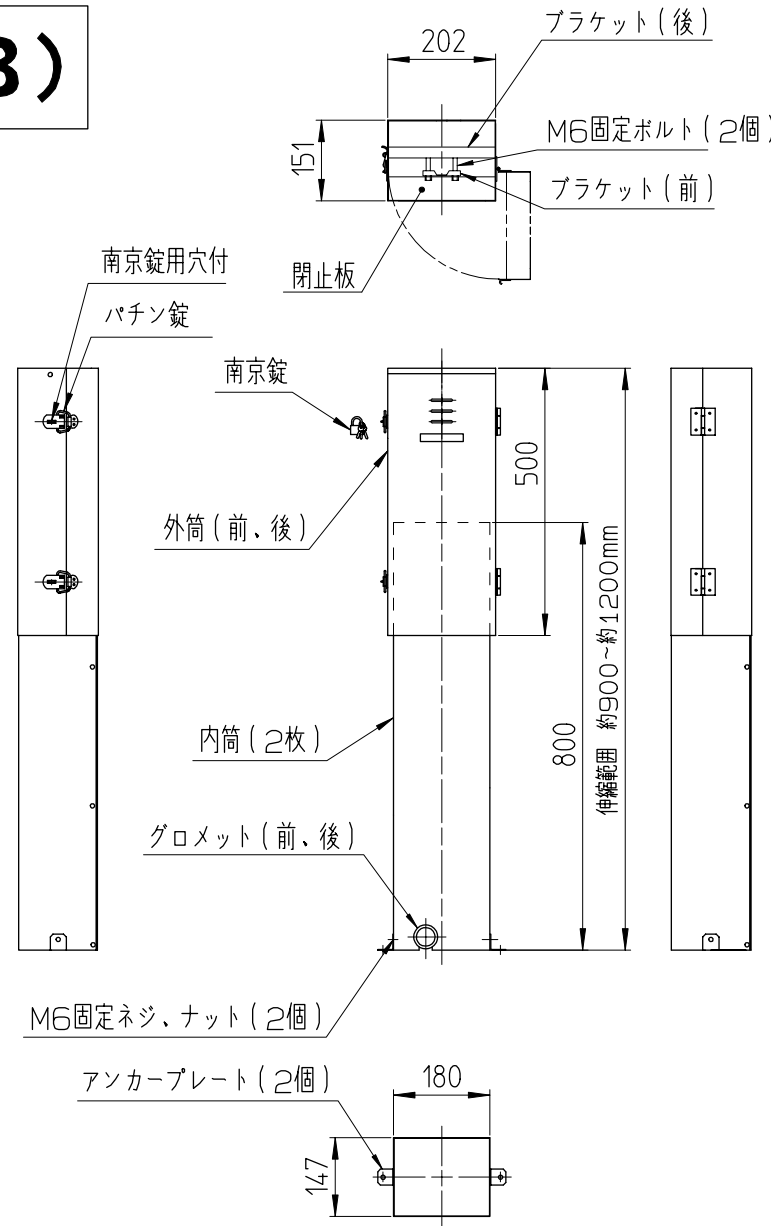 B)
ブラケット(後)
202
M6固定ボルト(2個)
151
ブラケット(前)
南京錠用穴付
閉止板
パチン錠
南京錠
500
外筒(前、後)
伸縮範囲 約900~約1200mm
内筒(2枚)
800
グロメット(前、後)
M6固定ネジ、ナット(2個)
アンカープレート(2個)
180
147